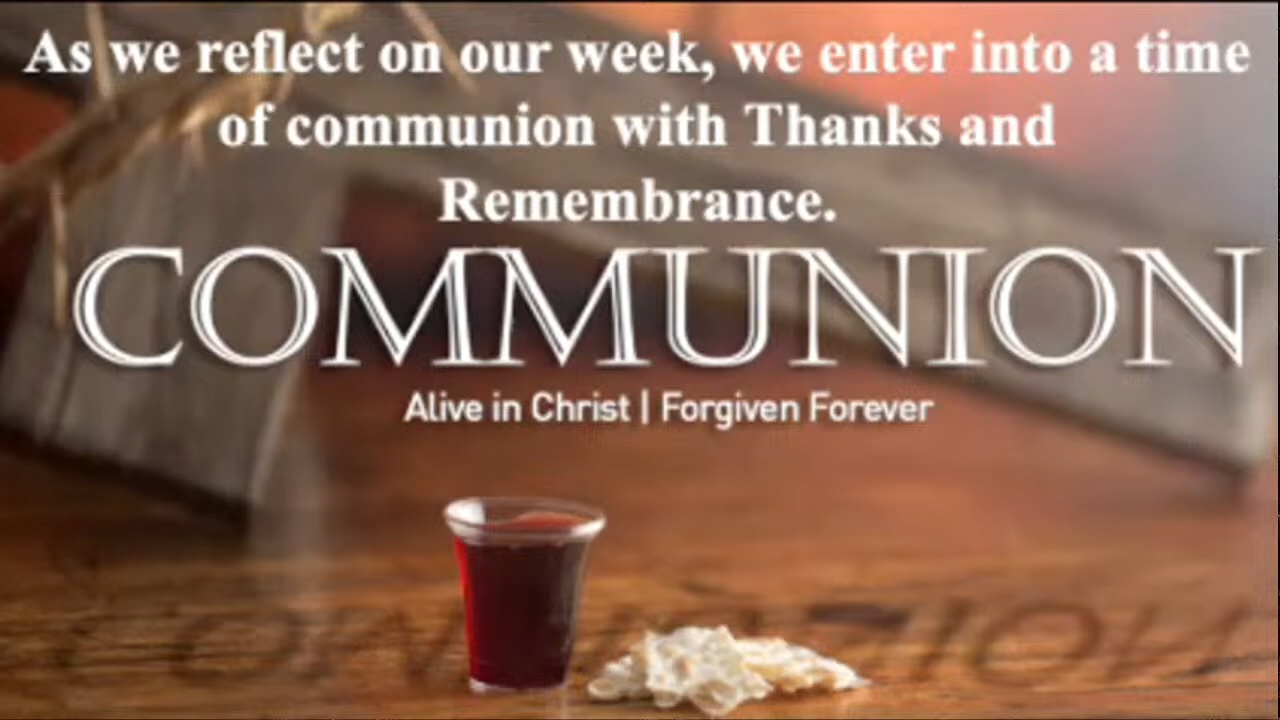 As we reflect on our week, we enter into a time
of communion with Thanks and
Remembrance.
COMMUNION
Alive in Christ | Forgiven Forever